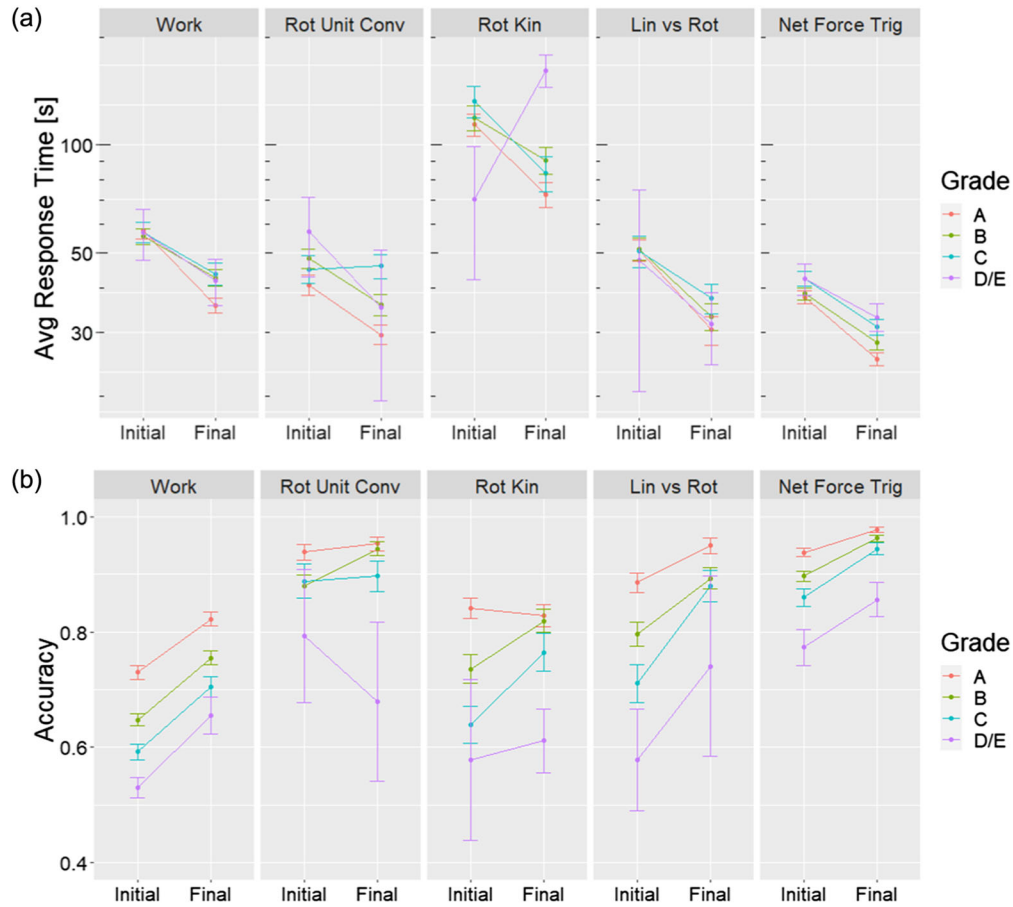 (a)
Work Rot Unit Conv Rot Kin Lin vs Rot Net Force Trig
Avg Response Time [s]
100
50
30
Initial Final Initial Final Initial Final Initial Final Initial Final
Grade
A
B
C
D/E
(b)
Work Rot Unit Conv Rot Kin Lin vs Rot Net Force Trig
Accuracy
1.0
0.8
0.6
0.4
Initial Final Initial Final Initial Final Initial Final Initial Final
Grade
A
B
C
D/E